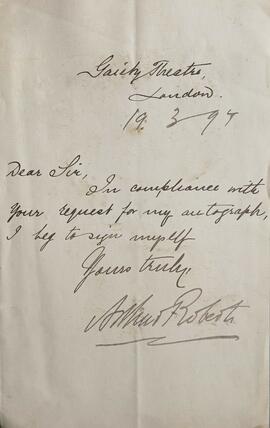 Gaiety Theatre,
London.
19. 3 94
Dear Sir,
In compliance with
your request for my autograph,
I beg to sign myself
Yours truly,
Arthur Roberts